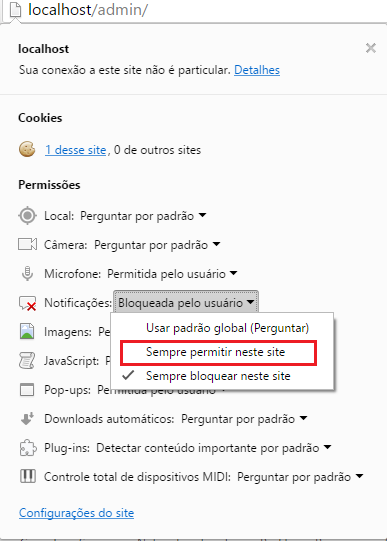 localhost/admin/
localhost
Sua conexão a este site não é particular. Detalhes
Cookies
1 desse site, 0 de outros sites
Permissões
Local: Perguntar por padrão
Câmera: Perguntar por padrão
Microfone: Permitida pelo usuário
Notificações: Bloqueada pelo usuário
Usar padrão global (Perguntar)
Imagens:
Sempre permitir neste site
JavaScript:
Sempre bloquear neste site
Pop-ups: Permitida pelo usuário
Downloads automáticos: Perguntar por padrão
Plug-ins: Detectar conteúdo importante por padrão
Controle total de dispositivos MIDI: Perguntar por padrão
Configurações do site